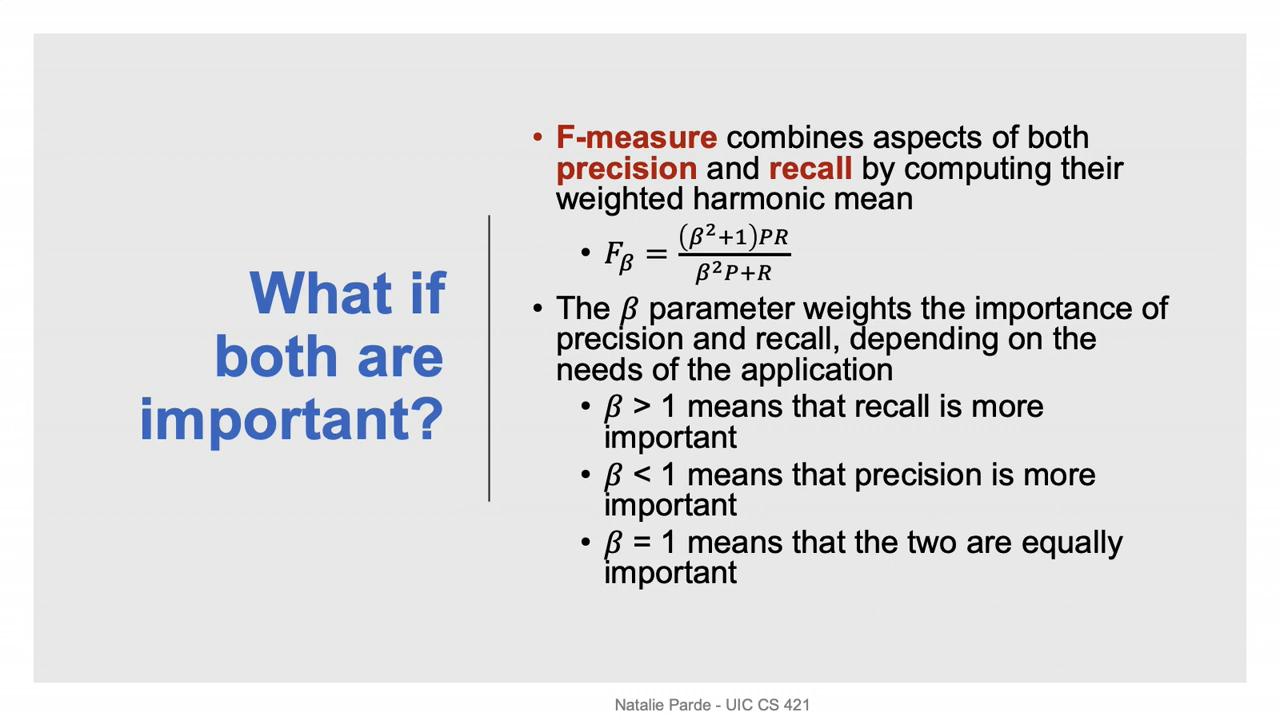 What if
both are
important?
• F-measure combines aspects of both
precision and recall by computing their
weighted harmonic mean
• F_β = (β²+1)PR / β²P+R
• The β parameter weights the importance of
precision and recall, depending on the
needs of the application
• β > 1 means that recall is more
important
• β < 1 means that precision is more
important
• β = 1 means that the two are equally
important
Natalie Parde - UIC CS 421